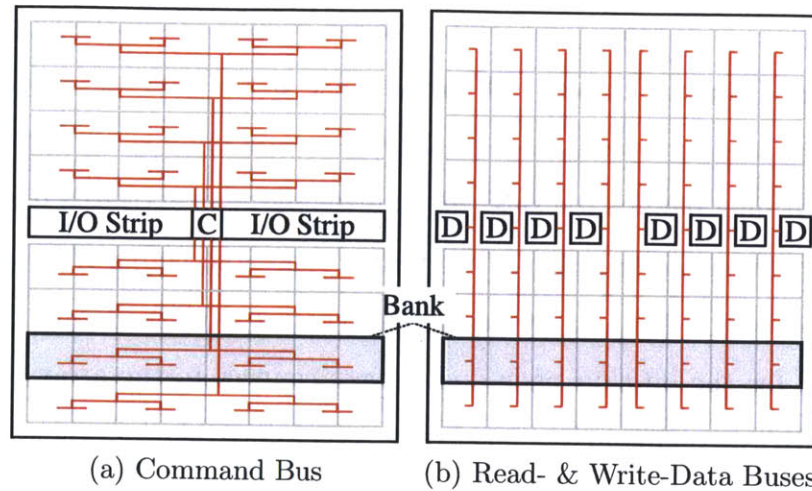 I/O Strip C I/O Strip
D D D D D D D D
Bank
(a) Command Bus
(b) Read- & Write-Data Buses